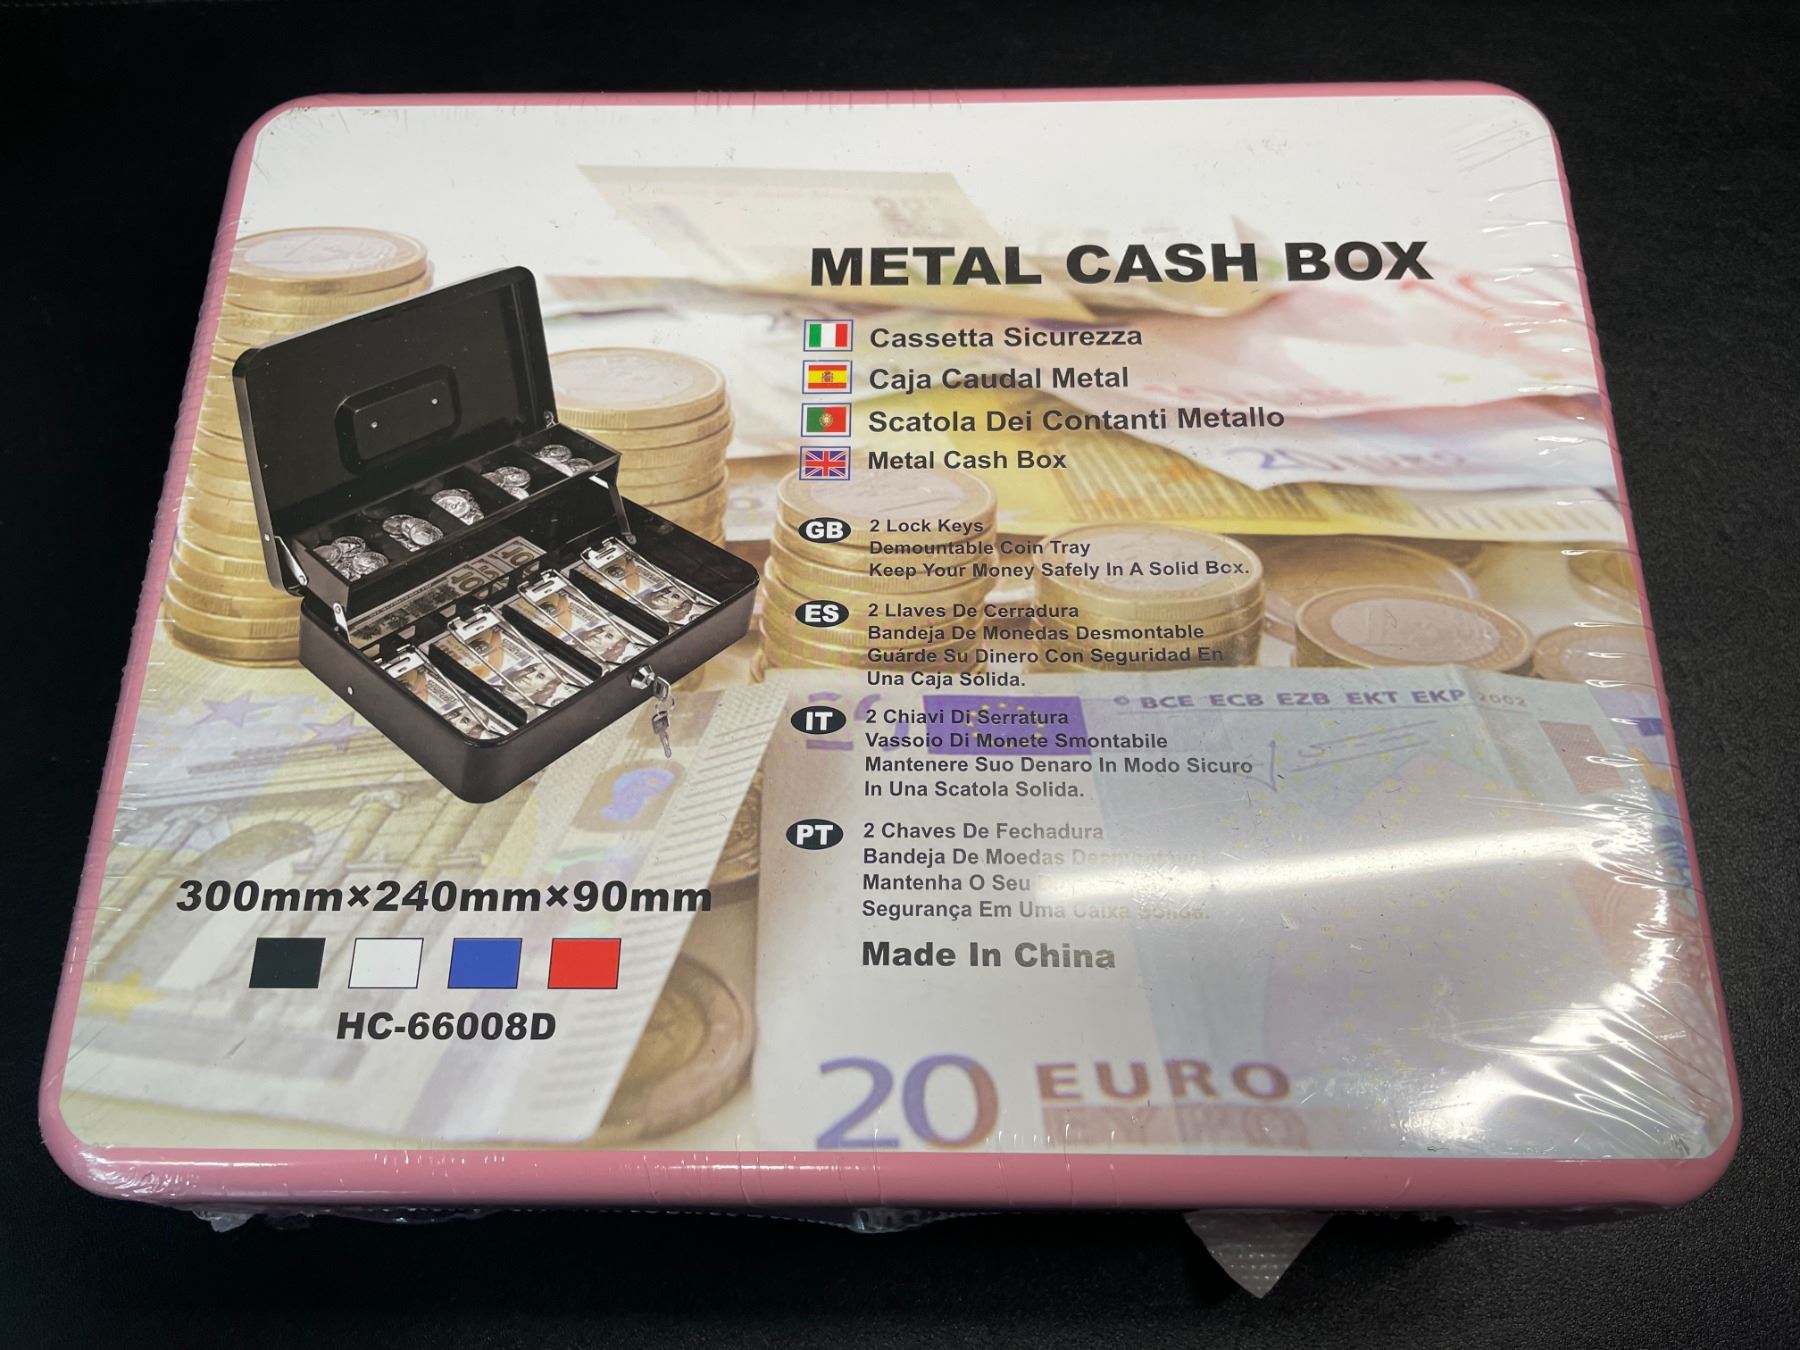 METAL CASH BOX
Cassetta Sicurezza
Caja Caudal Metal
Scatola Dei Contanti Metallo
Metal Cash Box
GB
2 Lock Keys
Demountable Coin Tray
Keep Your Money Safely In A Solid Box.
ES
2 Llaves De Cerradura
Bandeja De Monedas Desmontable
Guárde Su Dinero Con Seguridad En
Una Caja Sólida.
© BCE ECB EZB EKT EKP 2002
IT
2 Chiavi Di Serratura
Vassoio Di Monete Smontabile
Mantenere Suo Denaro In Modo Sicuro
In Una Scatola Solida.
PT
2 Chaves De Fechadura
Bandeja De Moedas
Mantenha O Seu
Segurança Em Uma Caixa Sólida.
Made In China
300mm×240mm×90mm
HC-66008D
20 EURO